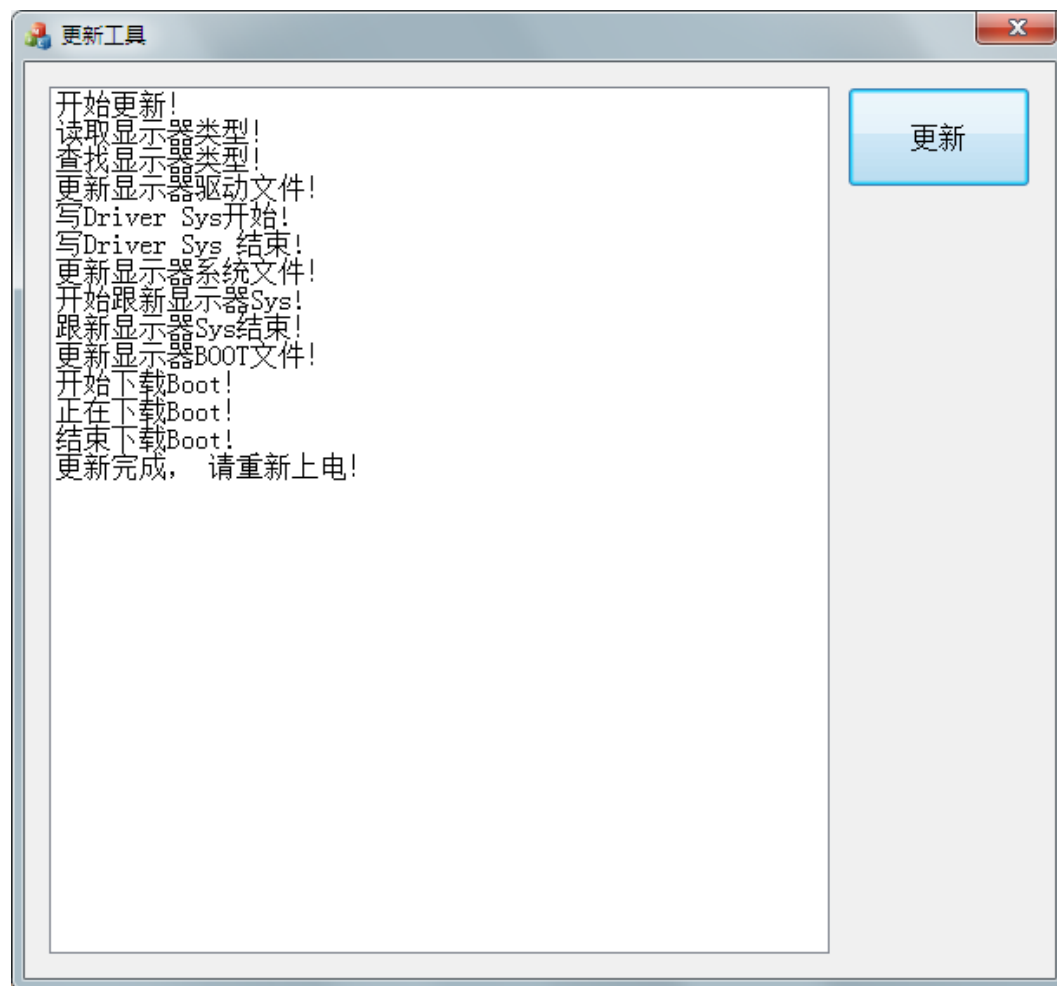 更新工具
开始更新!
读取显示器类型!
查找显示器类型!
更新显示器驱动文件!
写Driver Sys开始!
写Driver Sys 结束!
更新显示器系统文件!
开始跟新显示器Sys!
跟新显示器Sys结束!
更新显示器BOOT文件!
开始下载Boot!
正在下载Boot!
结束下载Boot!
更新完成, 请重新上电!
更新